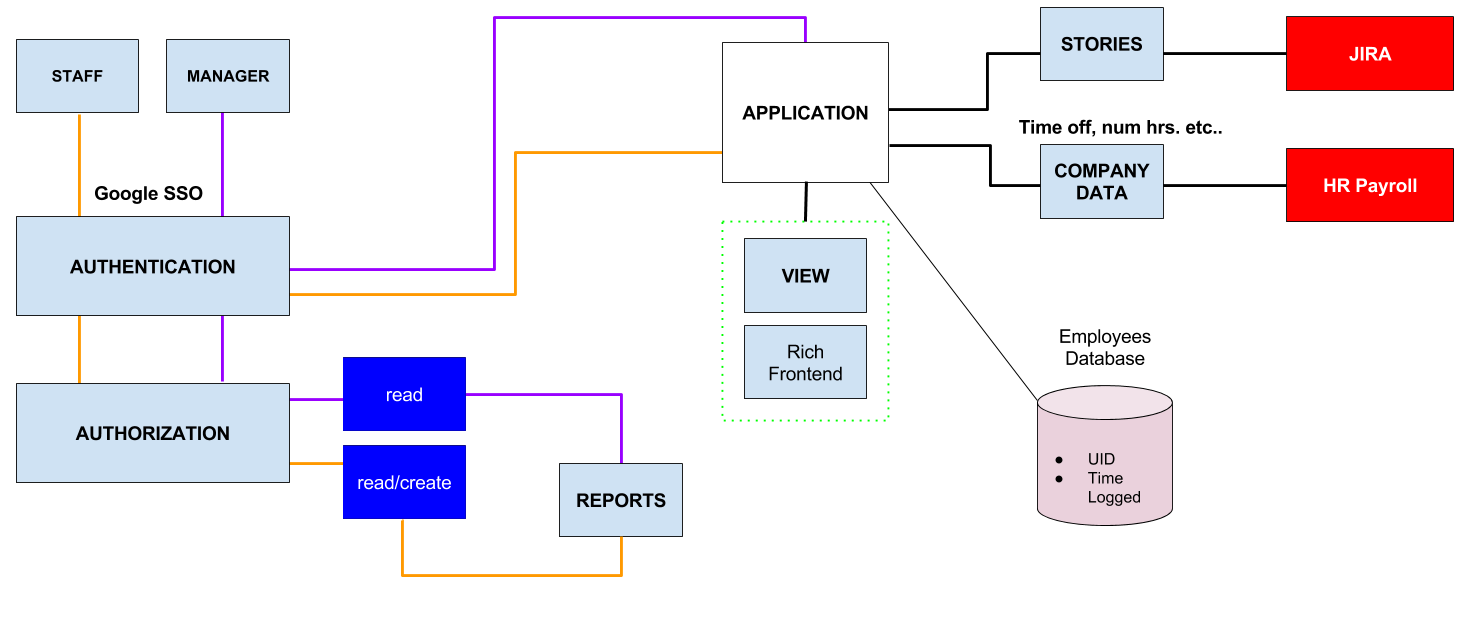 STAFF
MANAGER
Google SSO
AUTHENTICATION
AUTHORIZATION
read
read/create
REPORTS
APPLICATION
VIEW
Rich
Frontend
STORIES
JIRA
Time off, num hrs. etc..
COMPANY
DATA
HR Payroll
Employees
Database
● UID
● Time
Logged